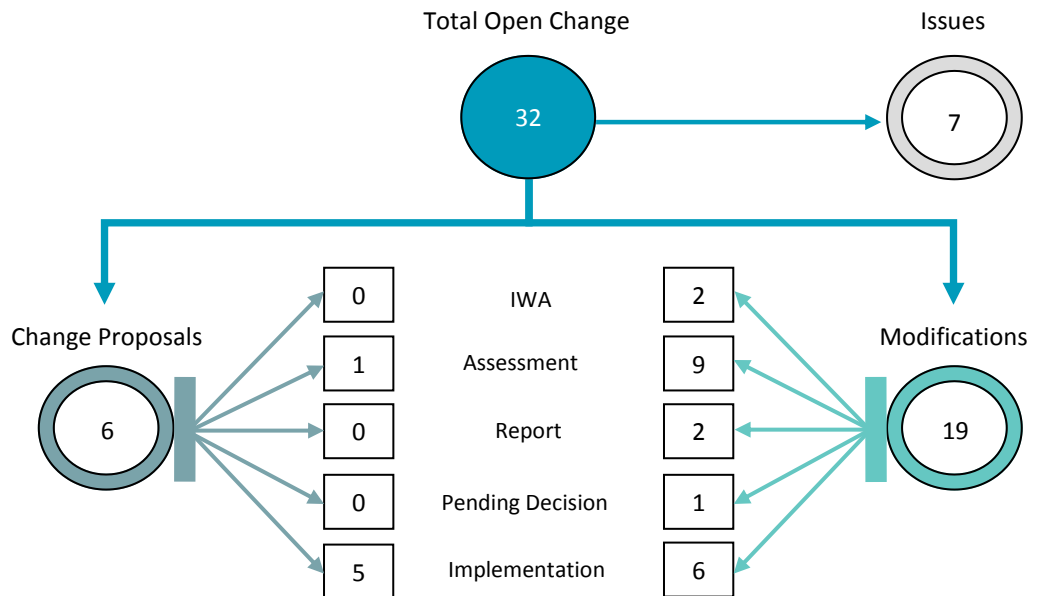 Total Open Change
Issues
32
7
0
IWA
2
Change Proposals
Modifications
1
Assessment
9
6
0
Report
2
19
0
Pending Decision
1
5
Implementation
6